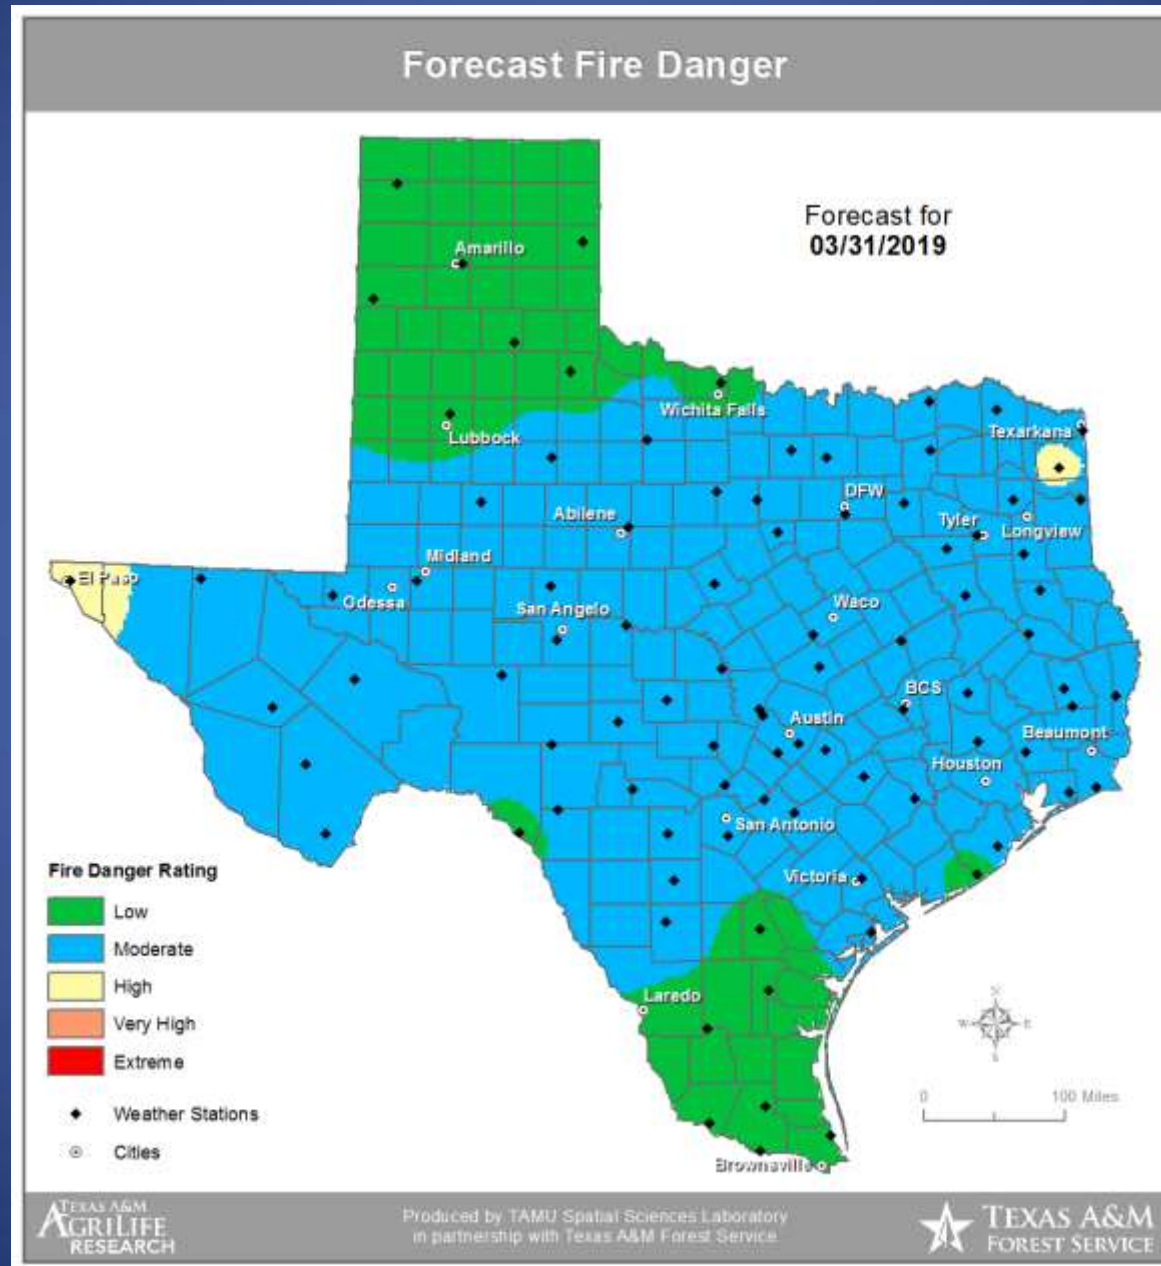 Forecast Fire Danger
Forecast for
03/31/2019
Amarillo
Wichita Falls
Lubbock
Texarkana
DFW
Abilene
Tyler
Longview
Midland
El Paso
Odessa
San Angelo
Waco
BCS
Austin
Beaumont
Houston
San Antonio
Victoria
Laredo
Brownsville
Fire Danger Rating
Low
Moderate
High
Very High
Extreme
Weather Stations
Cities
N
W E
S
0 100 Miles
TEXAS A&M
AGRILIFE
RESEARCH
Produced by TAMU Spatial Sciences Laboratory
in partnership with Texas A&M Forest Service
TEXAS A&M
FOREST SERVICE